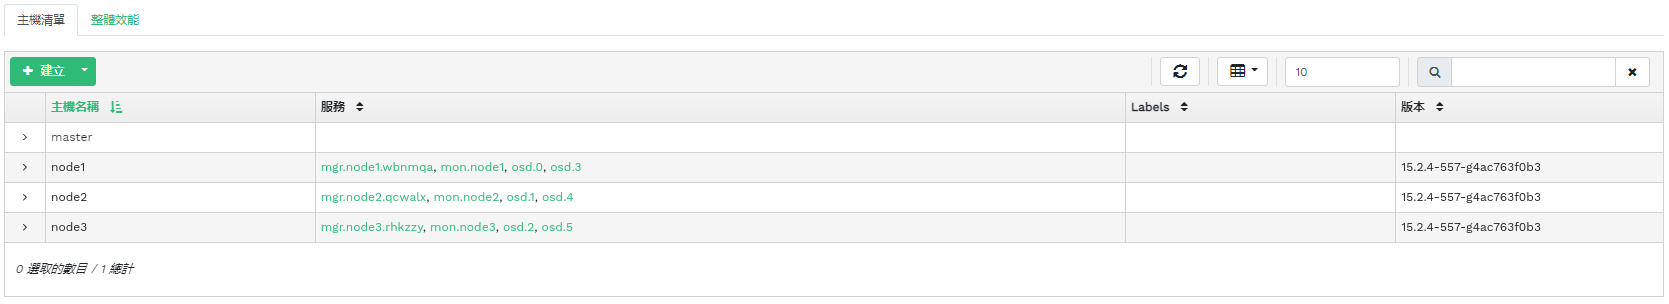 主機清單 整體效能
建立 10
主機名稱 服務 Labels 版本
master
node1 mgr.node1.wbnmqa, mon.node1, osd.0, osd.3 15.2.4-557-g4ac763f0b3
node2 mgr.node2.qcwalx, mon.node2, osd.1, osd.4 15.2.4-557-g4ac763f0b3
node3 mgr.node3.rhkzzy, mon.node3, osd.2, osd.5 15.2.4-557-g4ac763f0b3
0 選取的數目 / 1 總計